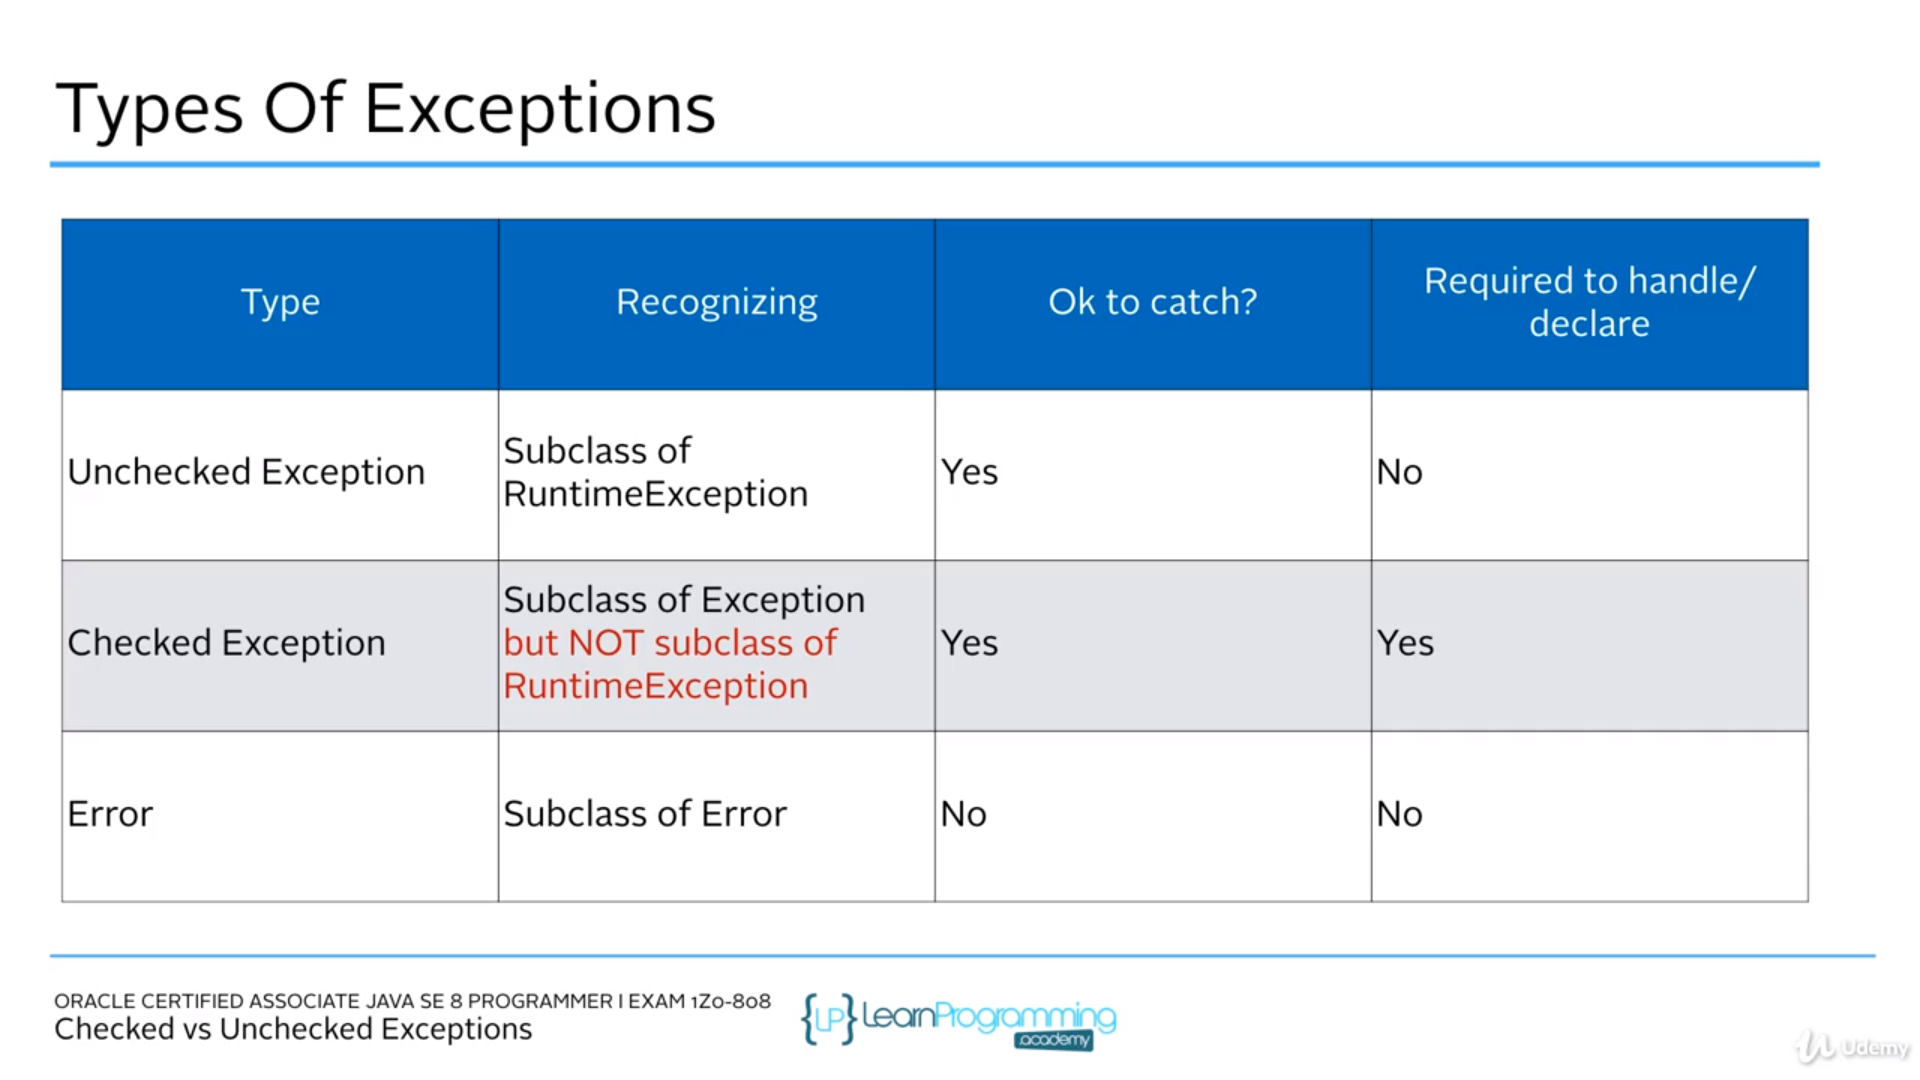 Types Of Exceptions
Type
Recognizing
Ok to catch?
Required to handle/
declare
Unchecked Exception
Subclass of
RuntimeException
Yes
No
Checked Exception
Subclass of Exception
but NOT subclass of
RuntimeException
Yes
Yes
Error
Subclass of Error
No
No
ORACLE CERTIFIED ASSOCIATE JAVA SE 8 PROGRAMMER I EXAM 1Z0-808
Checked vs Unchecked Exceptions
{LP} LearnProgramming
.academy
Udemy